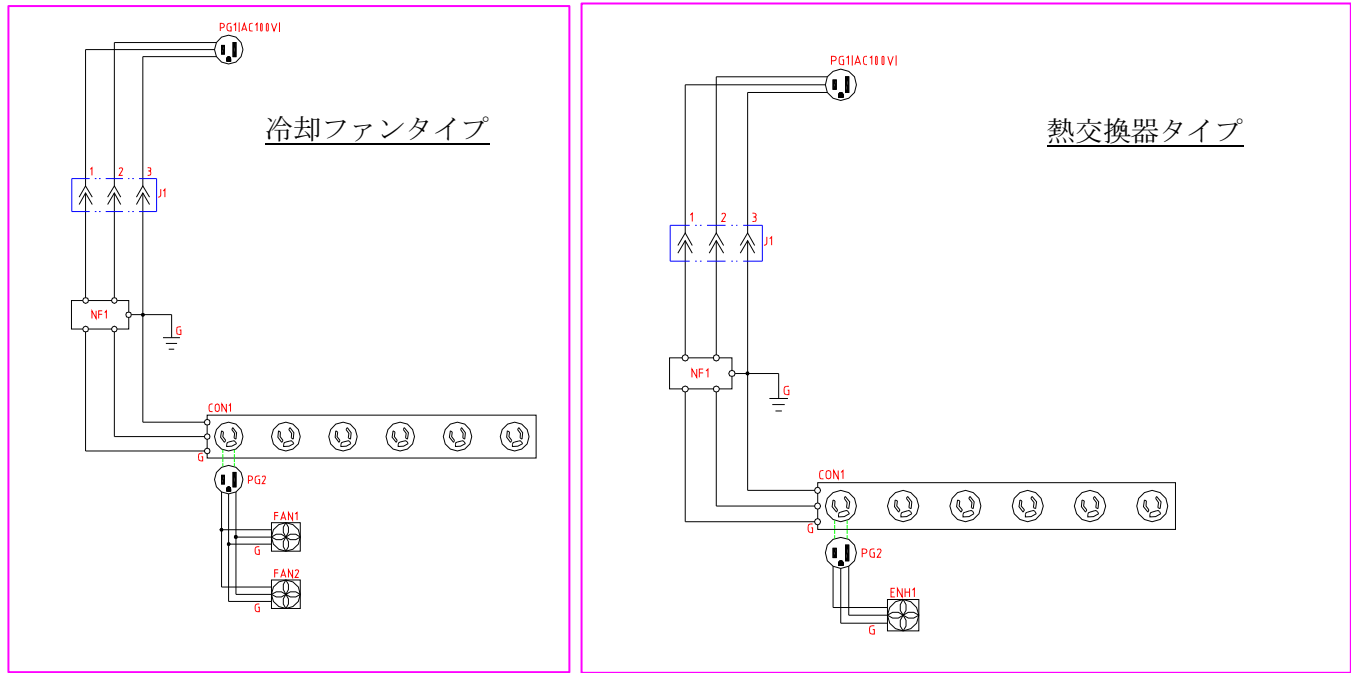 PG1(AC100V)
冷却ファンタイプ
1 2 3
J1
NF1
G
CON1
G
PG2
FAN1
G
FAN2
G
PG1(AC100V)
熱交換器タイプ
1 2 3
J1
NF1
G
CON1
G
PG2
ENH1
G